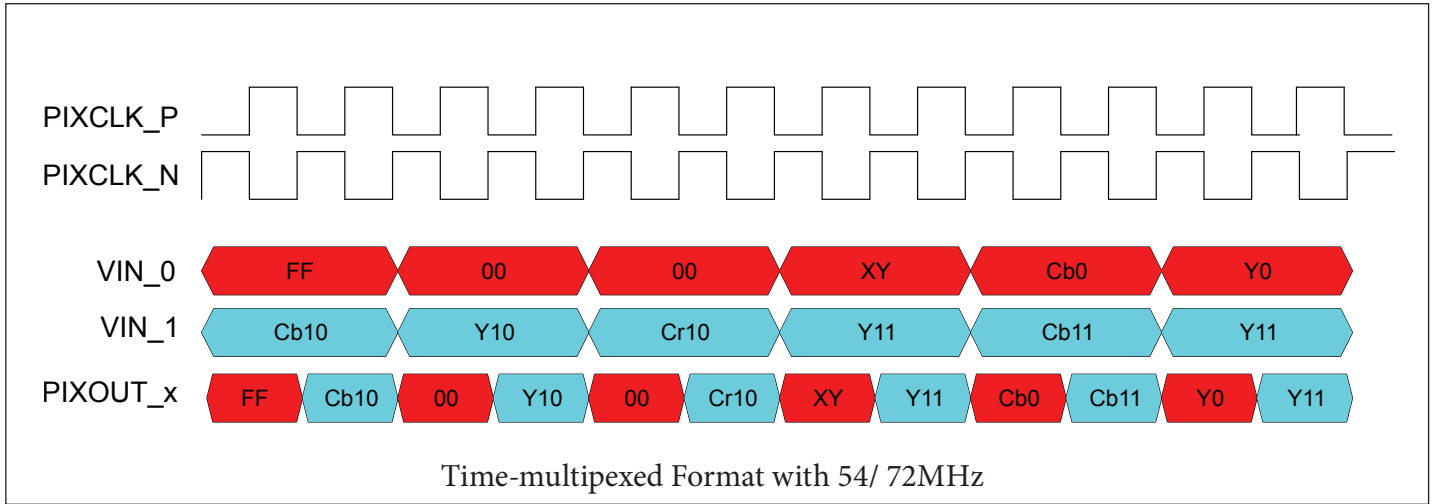 PIXCLK_P
PIXCLK_N
VIN_0 FF 00 00 XY Cb0 Y0
VIN_1 Cb10 Y10 Cr10 Y11 Cb11 Y11
PIXOUT_x FF Cb10 00 Y10 00 Cr10 XY Y11 Cb0 Cb11 Y0 Y11
Time-multipexed Format with 54/ 72MHz